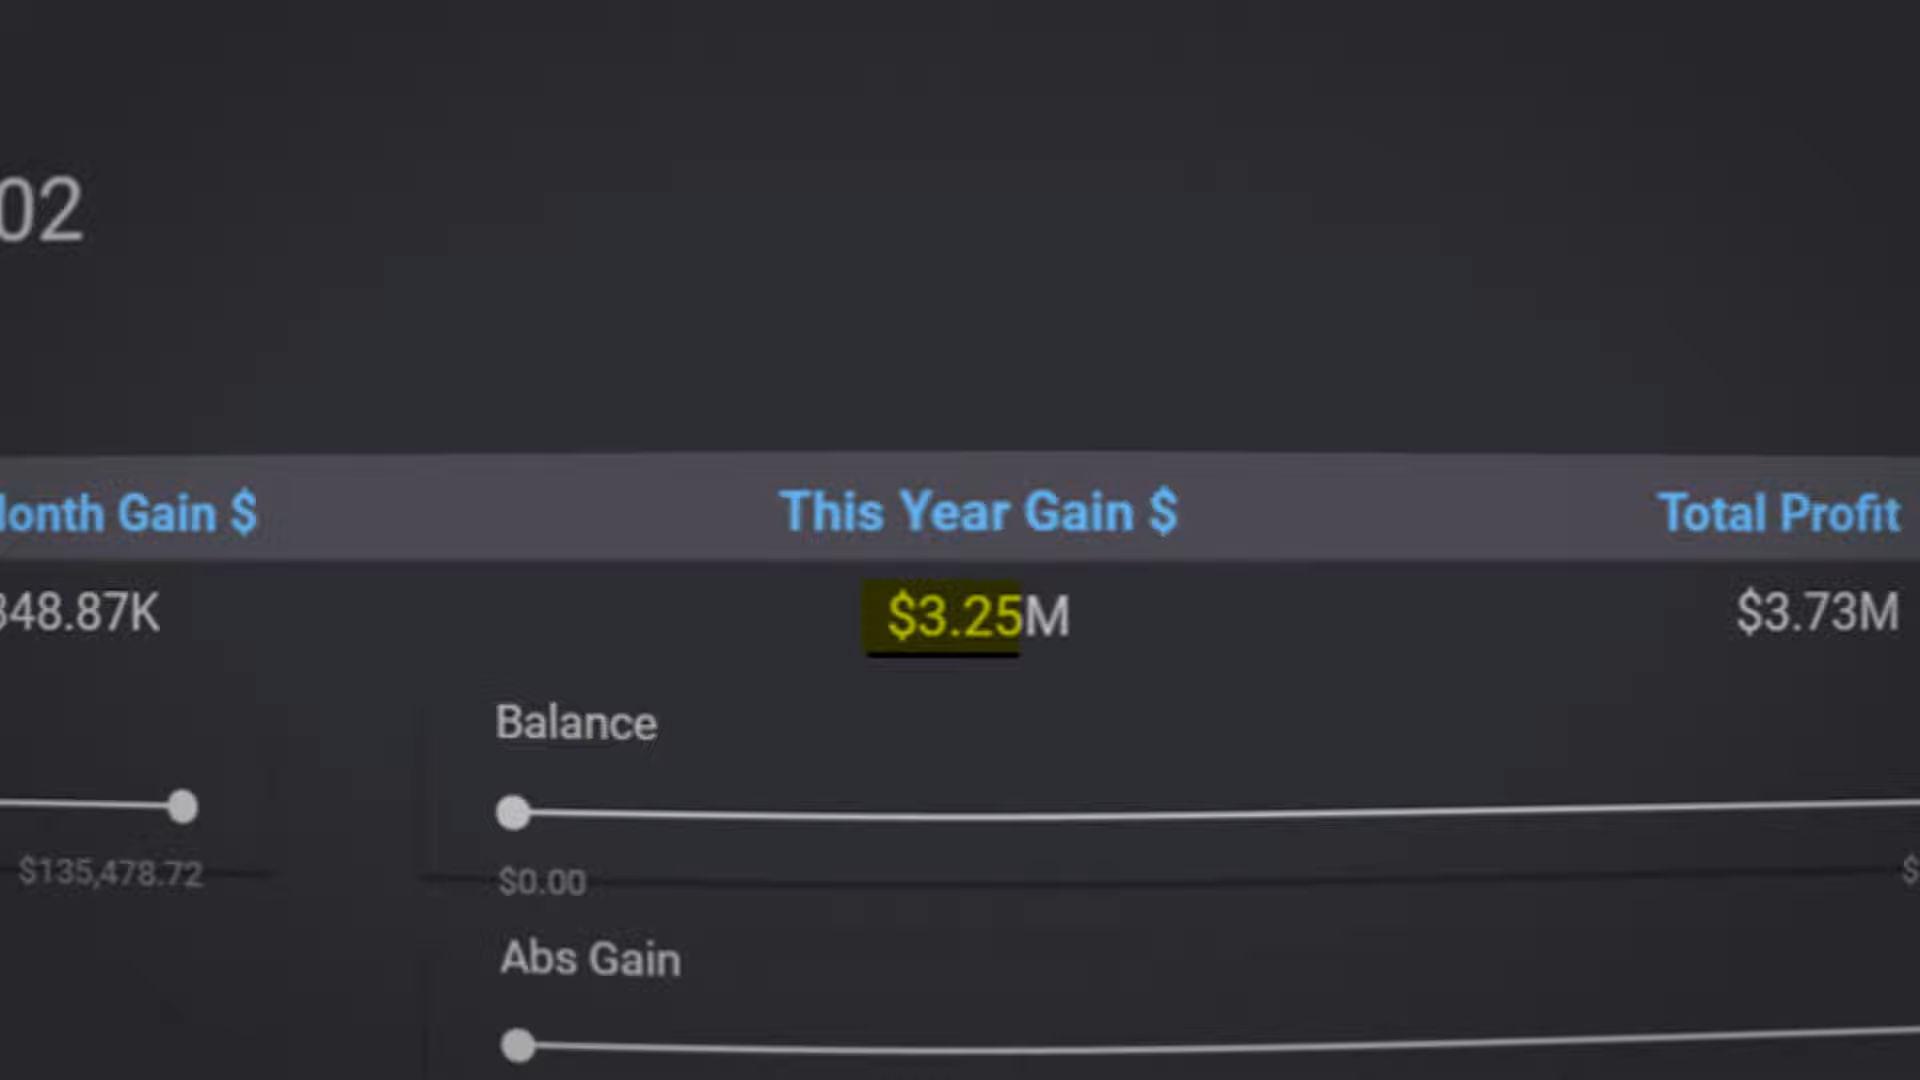 02
Month Gain $ This Year Gain $ Total Profit
348.87K $3.25M $3.73M
Balance
$135,478.72 $0.00 $
Abs Gain